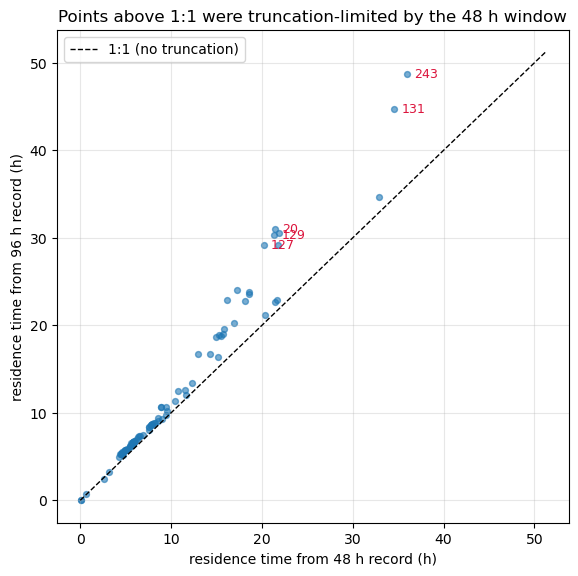 Points above 1:1 were truncation-limited by the 48 h window
1:1 (no truncation)
243
131
20
129
127
residence time from 96 h record (h)
50
40
30
20
10
0
0 10 20 30 40 50
residence time from 48 h record (h)